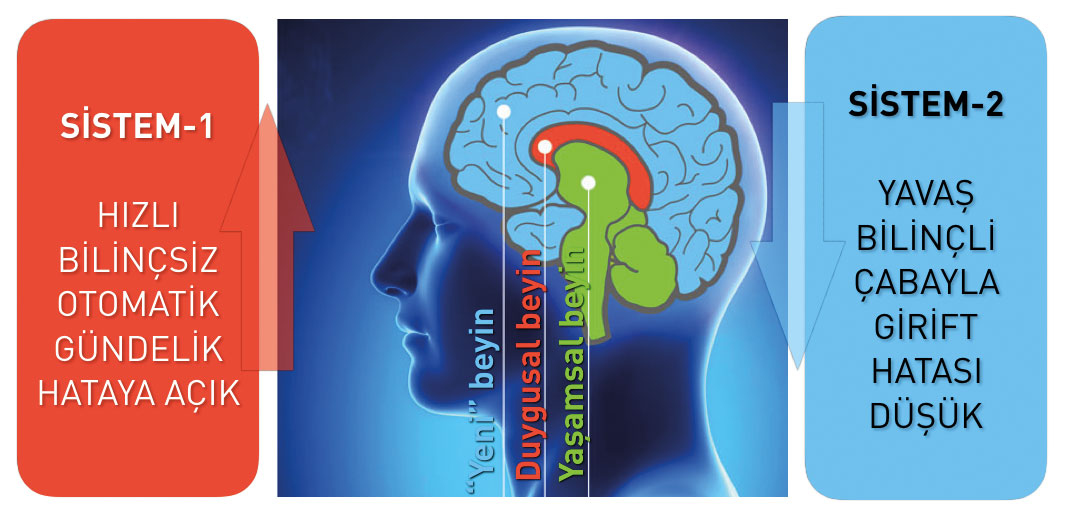 SİSTEM-1
HIZLI
BİLİNÇSİZ
OTOMATİK
GÜNDELİK
HATAYA AÇIK
“Yeni” beyin
Duygusal beyin
Yaşamsal beyin
SİSTEM-2
YAVAŞ
BİLİNÇLİ
ÇABAYLA
GİRİFT
HATASI
DÜŞÜK